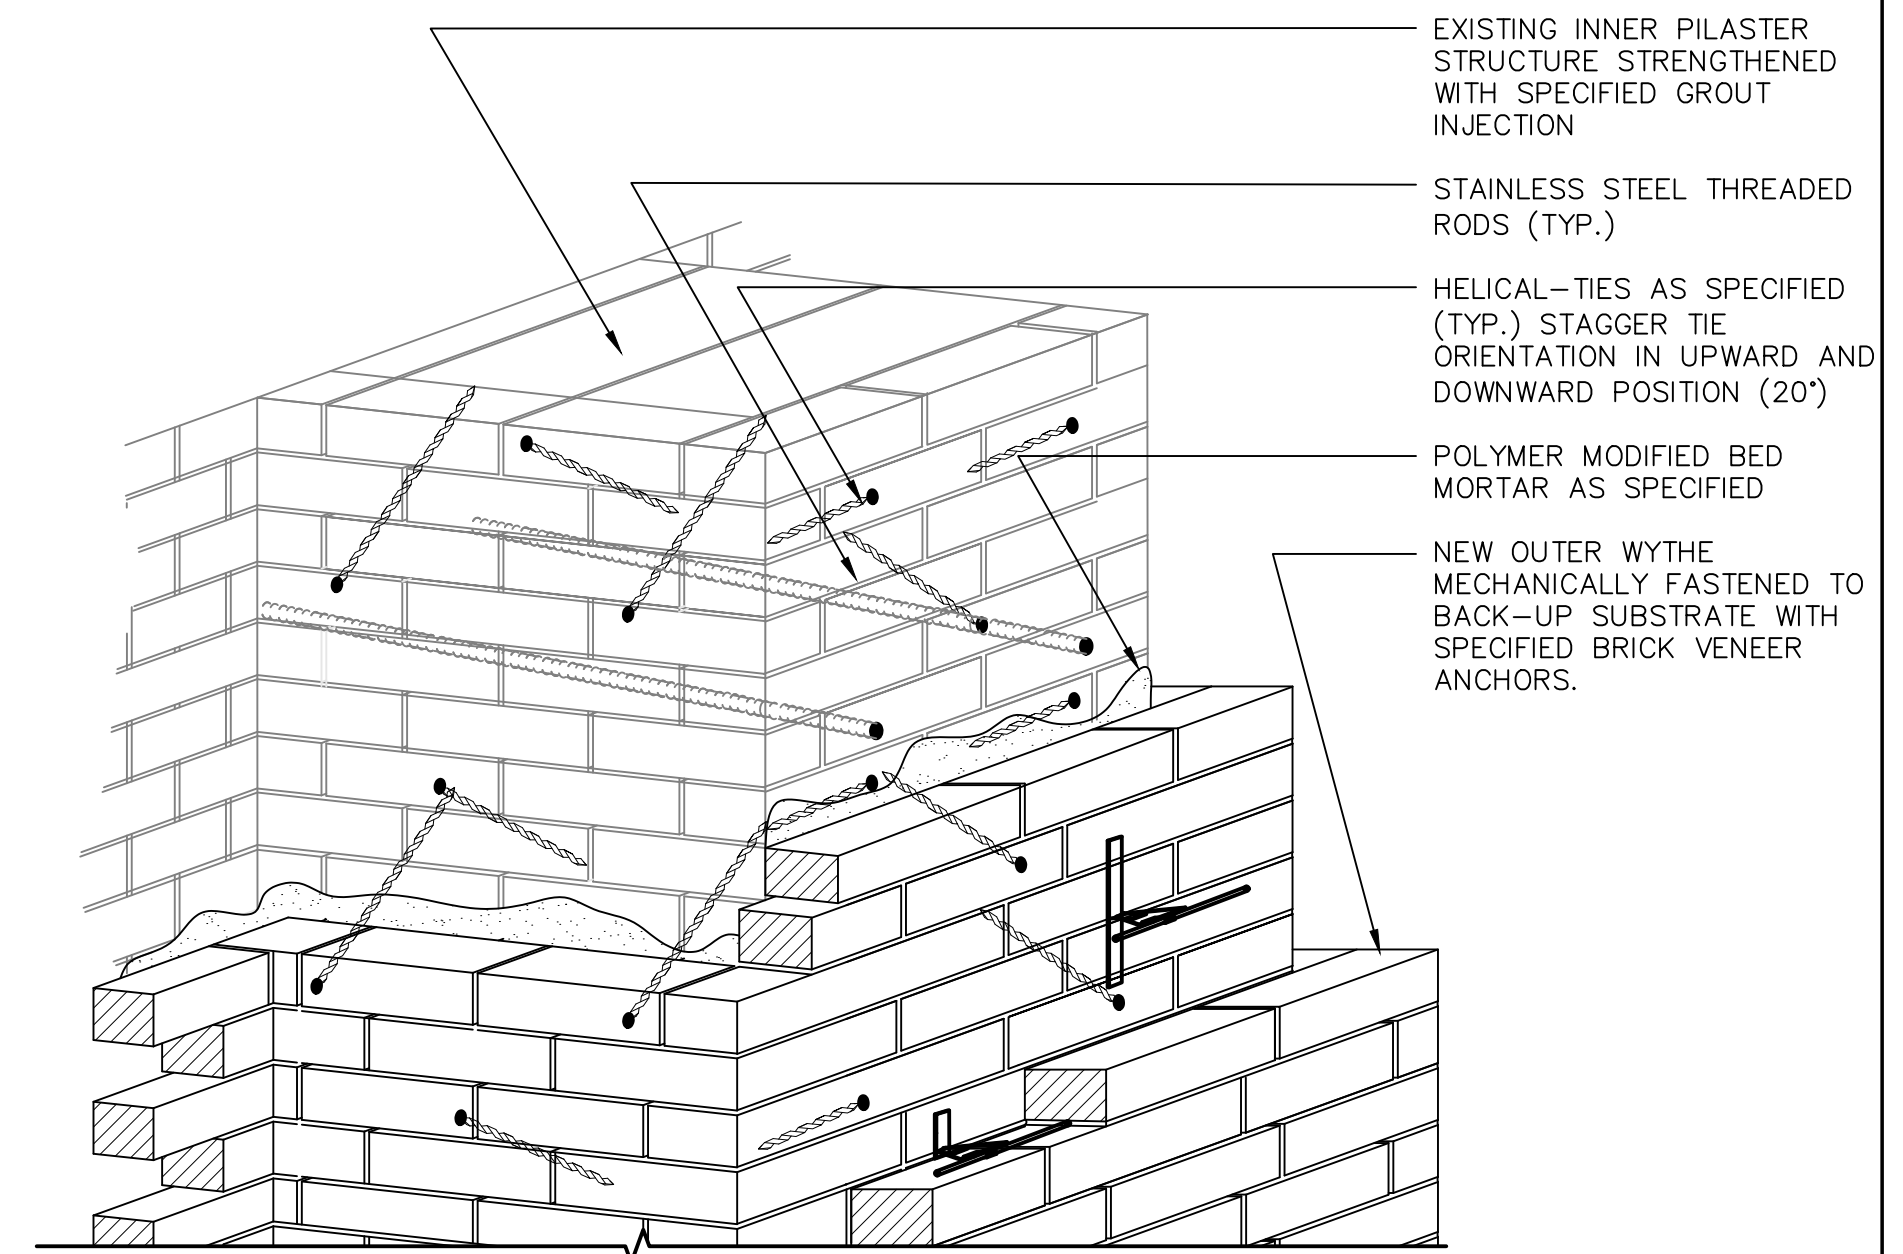 EXISTING INNER PILASTER
STRUCTURE STRENGTHENED
WITH SPECIFIED GROUT
INJECTION
STAINLESS STEEL THREADED
RODS (TYP.)
HELICAL-TIES AS SPECIFIED
(TYP.) STAGGER TIE
ORIENTATION IN UPWARD AND
DOWNWARD POSITION (20°)
POLYMER MODIFIED BED
MORTAR AS SPECIFIED
NEW OUTER WYTHE
MECHANICALLY FASTENED TO
BACK-UP SUBSTRATE WITH
SPECIFIED BRICK VENEER
ANCHORS.